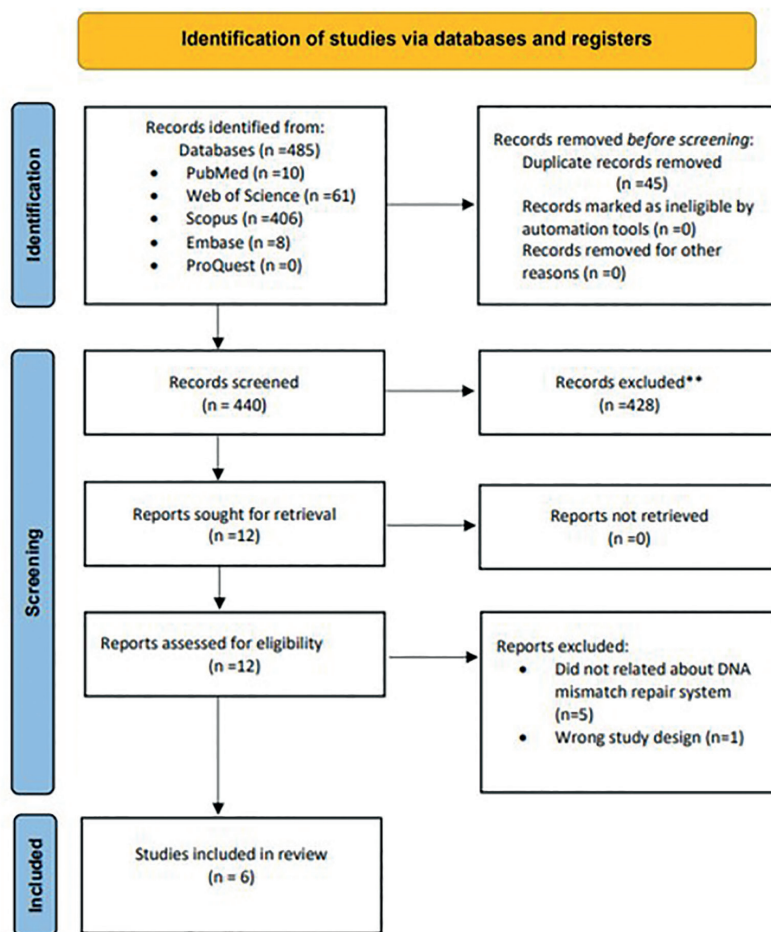 Identification of studies via databases and registers
Identification
Records identified from:
Databases (n =485)
• PubMed (n =10)
• Web of Science (n =61)
• Scopus (n =406)
• Embase (n =8)
• ProQuest (n =0)
Records removed before screening:
Duplicate records removed
(n =45)
Records marked as ineligible by
automation tools (n =0)
Records removed for other
reasons (n =0)
Screening
Records screened
(n = 440)
Records excluded**
(n =428)
Reports sought for retrieval
(n =12)
Reports not retrieved
(n =0)
Reports assessed for eligibility
(n =12)
Reports excluded:
• Did not related about DNA
mismatch repair system
(n=5)
• Wrong study design (n=1)
Included
Studies included in review
(n = 6)